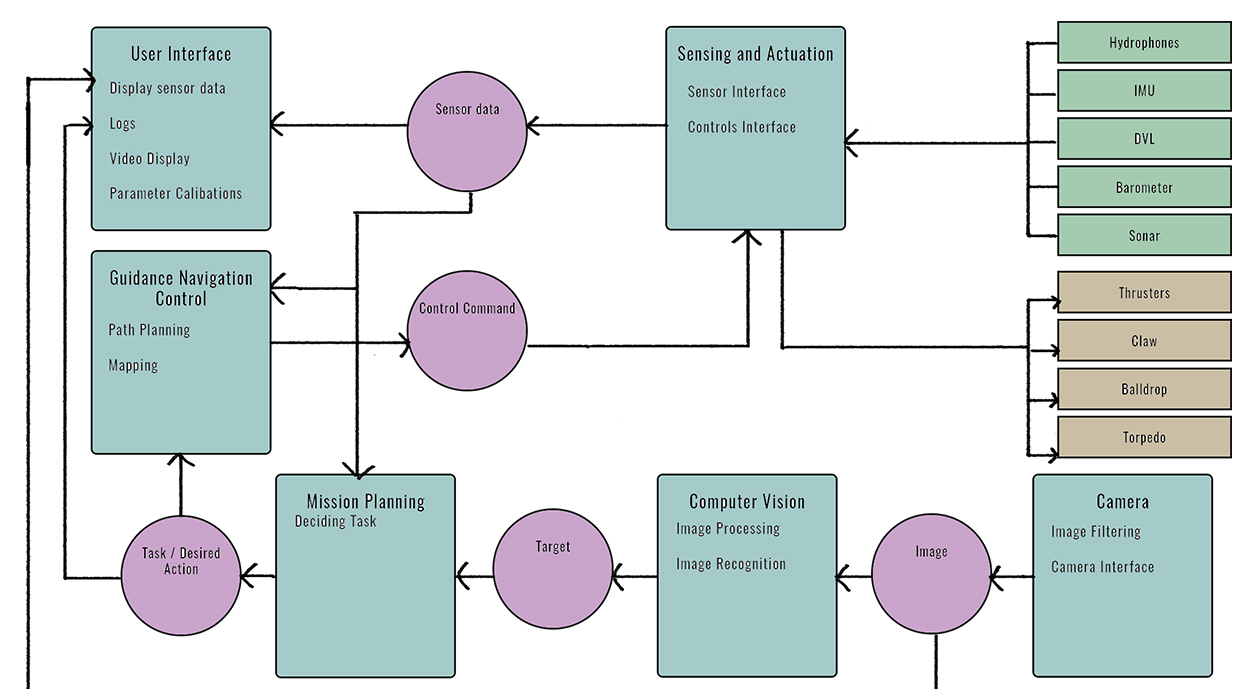 User Interface
Display sensor data
Logs
Video Display
Parameter Calibations
Sensor data
Sensing and Actuation
Sensor Interface
Controls Interface
Hydrophones
IMU
DVL
Barometer
Sonar
Guidance Navigation
Control
Path Planning
Mapping
Control Command
Thrusters
Claw
Balldrop
Torpedo
Task / Desired
Action
Mission Planning
Deciding Task
Target
Computer Vision
Image Processing
Image Recognition
Image
Camera
Image Filtering
Camera Interface